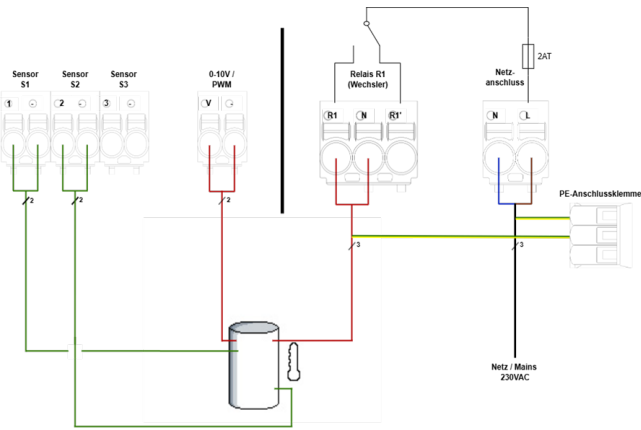 2AT
Sensor
S1
Sensor
S2
Sensor
S3
0-10V /
PWM
Relais R1
(Wechsler)
Netz-
anschluss
1
2
3
V
R1
N
R1'
N
L
PE-Anschlussklemme
2
2
2
3
3
Netz / Mains
230VAC